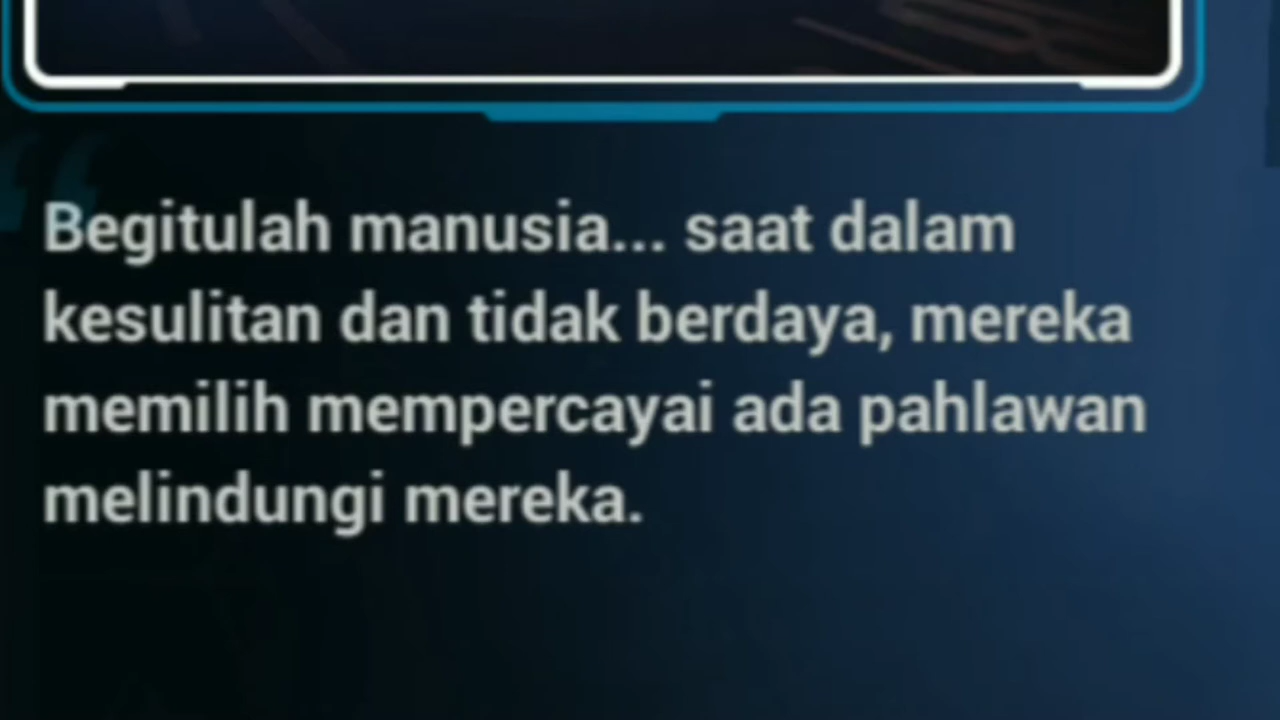 Begitulah manusia... saat dalam
kesulitan dan tidak berdaya, mereka
memilih mempercayai ada pahlawan
melindungi mereka.